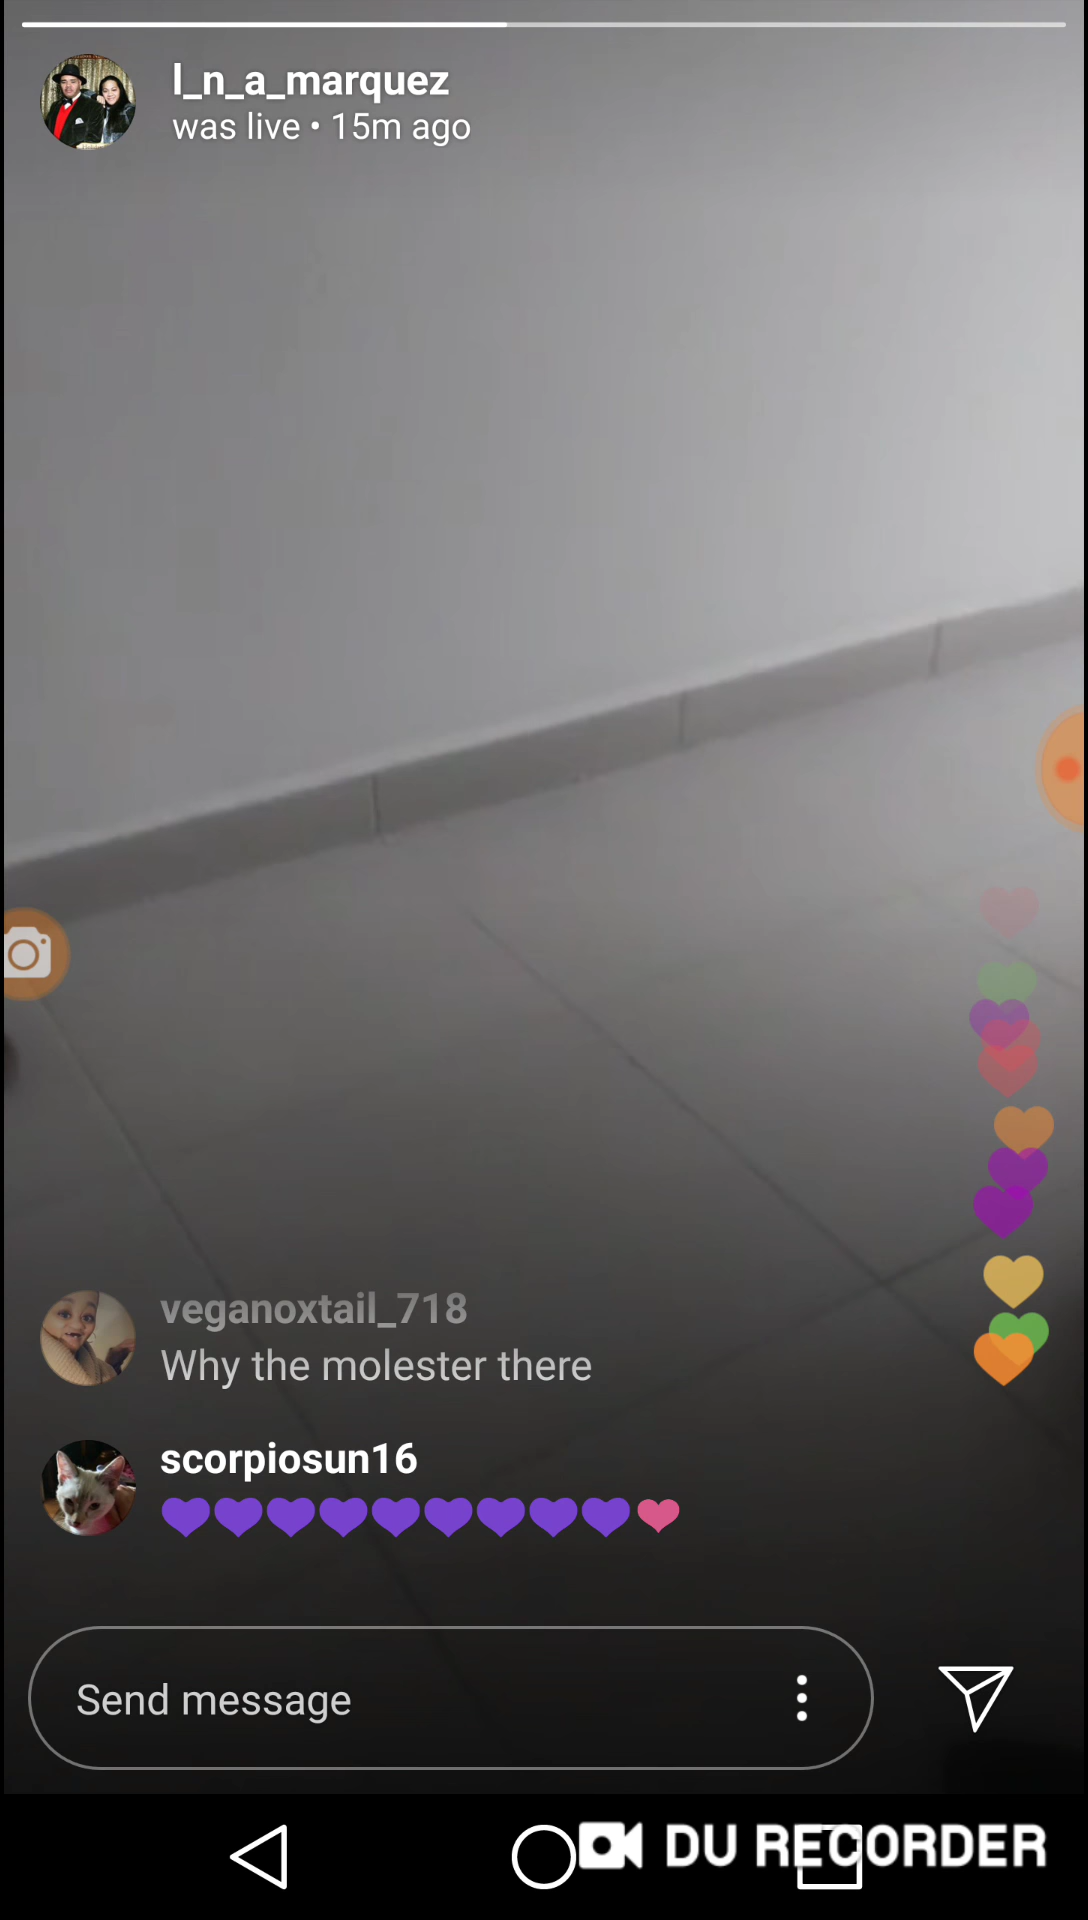 l_n_a_marquez
was live • 15m ago
veganoxtail_718
Why the molester there
scorpiosun16
💜💜💜💜💜💜💜💜💜💗
Send message
DU RECORDER